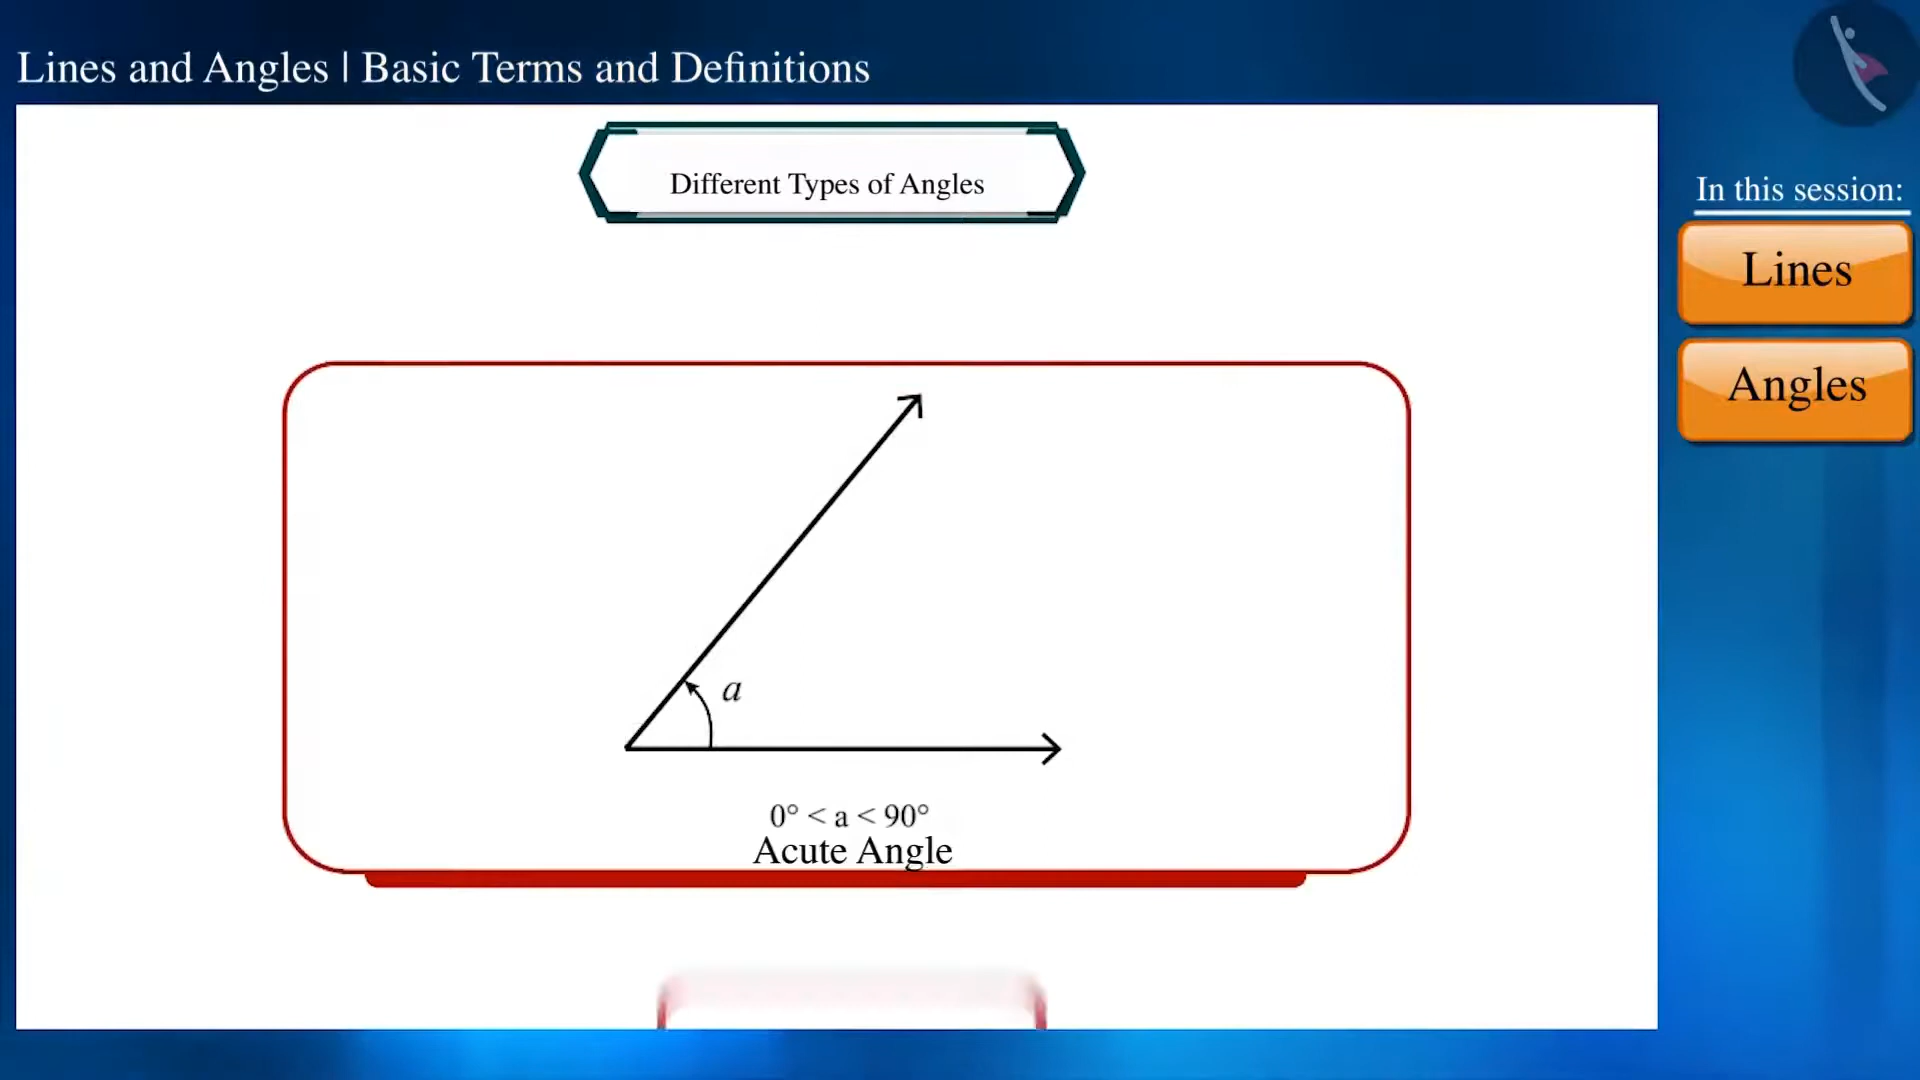 Lines and Angles | Basic Terms and Definitions
Different Types of Angles
In this session:
Lines
Angles
a
0° < a < 90°
Acute Angle